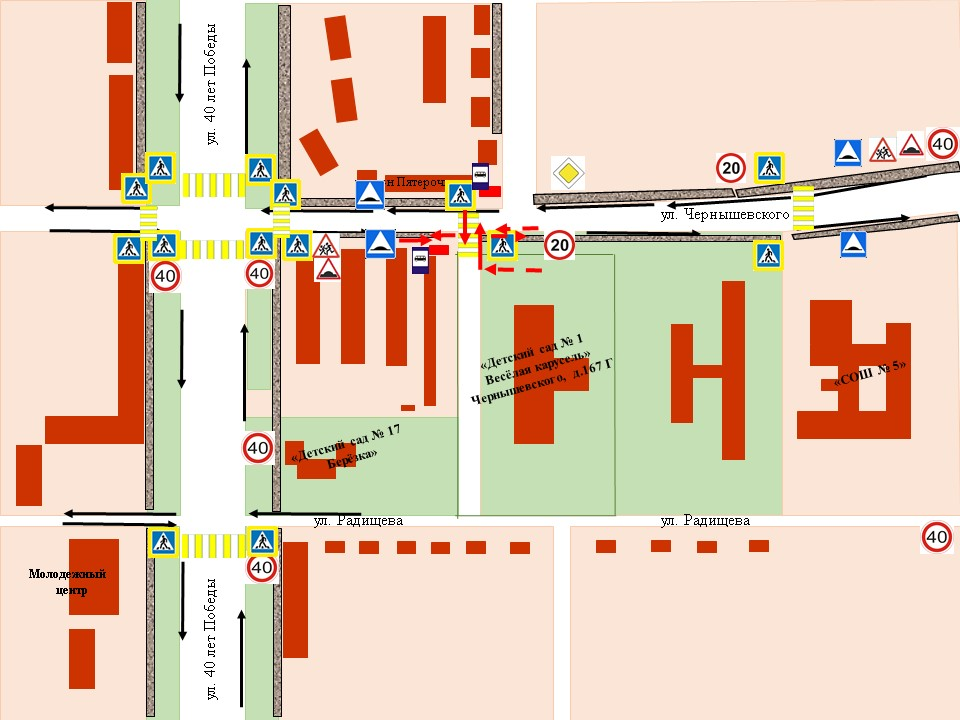 ул. 40 лет Победы
н Пятероч
20
40
ул. Чернышевского
20
40
40
«Детский сад № 1
Весёлая карусель»
Чернышевского, д.167 Г
«СОШ № 5»
40
«Детский сад № 17
Берёзка»
ул. Радищева
ул. Радищева
40
40
Молодежный
центр
ул. 40 лет Победы